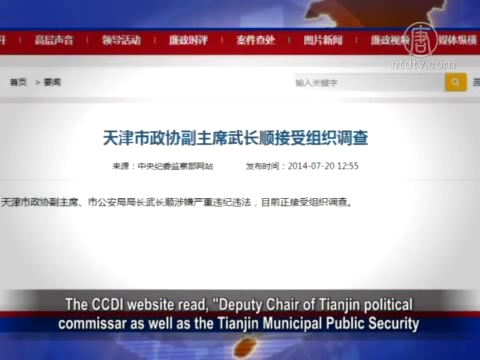 开 高层声音 领导活动 廉政时评 案件查处 图片新闻 廉政视频 媒体纵横
唐
ntdtv.com
首页 > 要闻 输入关键字
天津市政协副主席武长顺接受组织调查
来源：中央纪委监察部网站 发布时间：2014-07-20 12:55
天津市政协副主席、市公安局局长武长顺涉嫌严重违纪违法，目前正接受组织调查。
The CCDI website read, "Deputy Chair of Tianjin political
commissar as well as the Tianjin Municipal Public Security